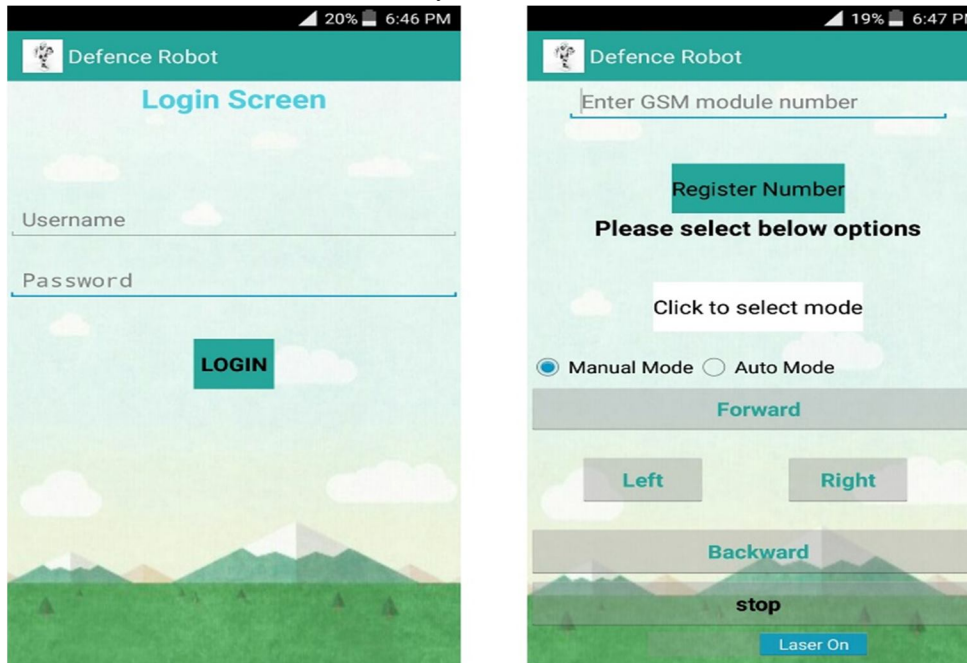 20% 6:46 PM
Defence Robot
Login Screen
Username
Password
LOGIN
19% 6:47 PM
Defence Robot
Enter GSM module number
Register Number
Please select below options
Click to select mode
Manual Mode Auto Mode
Forward
Left Right
Backward
stop
Laser On